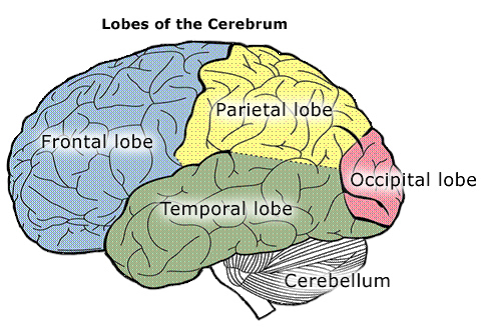 Lobes of the Cerebrum
Parietal lobe
Frontal lobe
Occipital lobe
Temporal lobe
Cerebellum